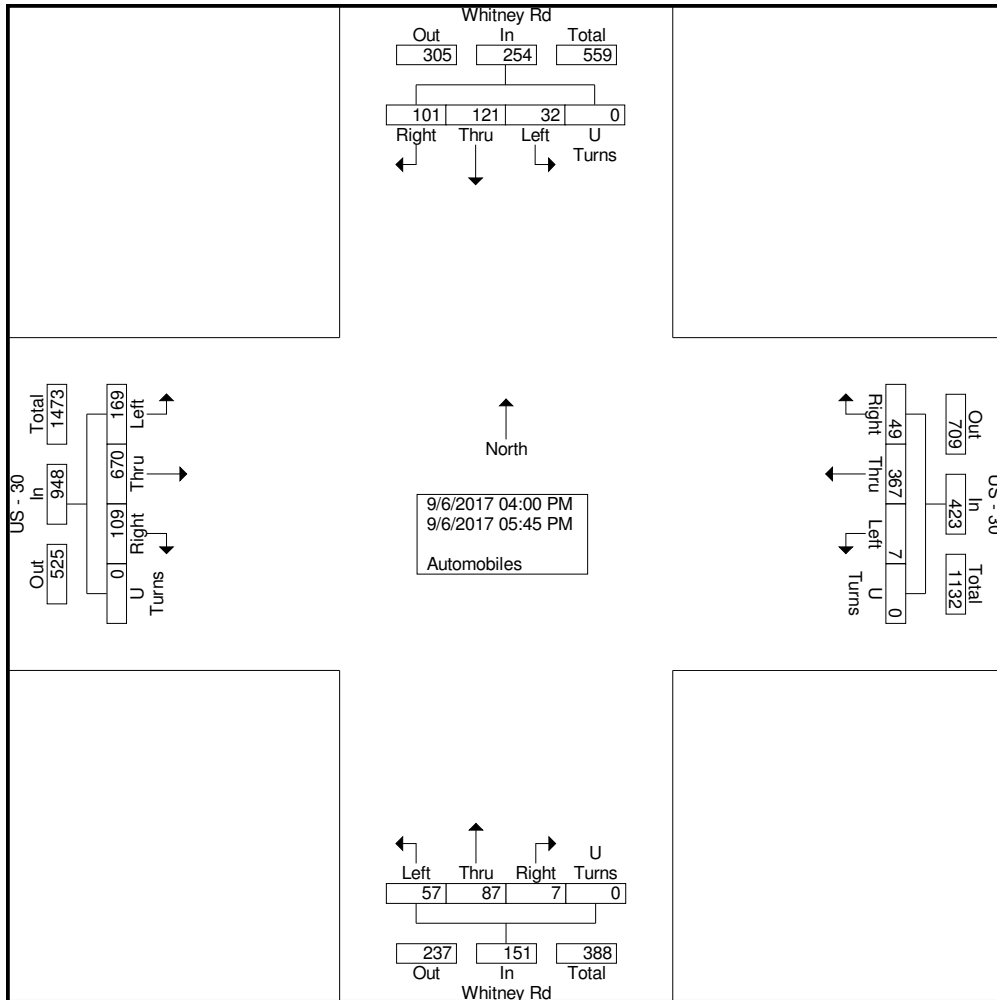 Whitney Rd
Out In Total
305 254 559
101 121 32 0
Right Thru Left U
Turns
US - 30
Total In Out
1473 948 525
169 670 109 0
Left Thru Right U
Turns
North
9/6/2017 04:00 PM
9/6/2017 05:45 PM
Automobiles
Right Thru Left U
Turns
49 367 7 0
Out In Total
709 423 1132
US - 30
U
Left Thru Right Turns
57 87 7 0
237 151 388
Out In Total
Whitney Rd